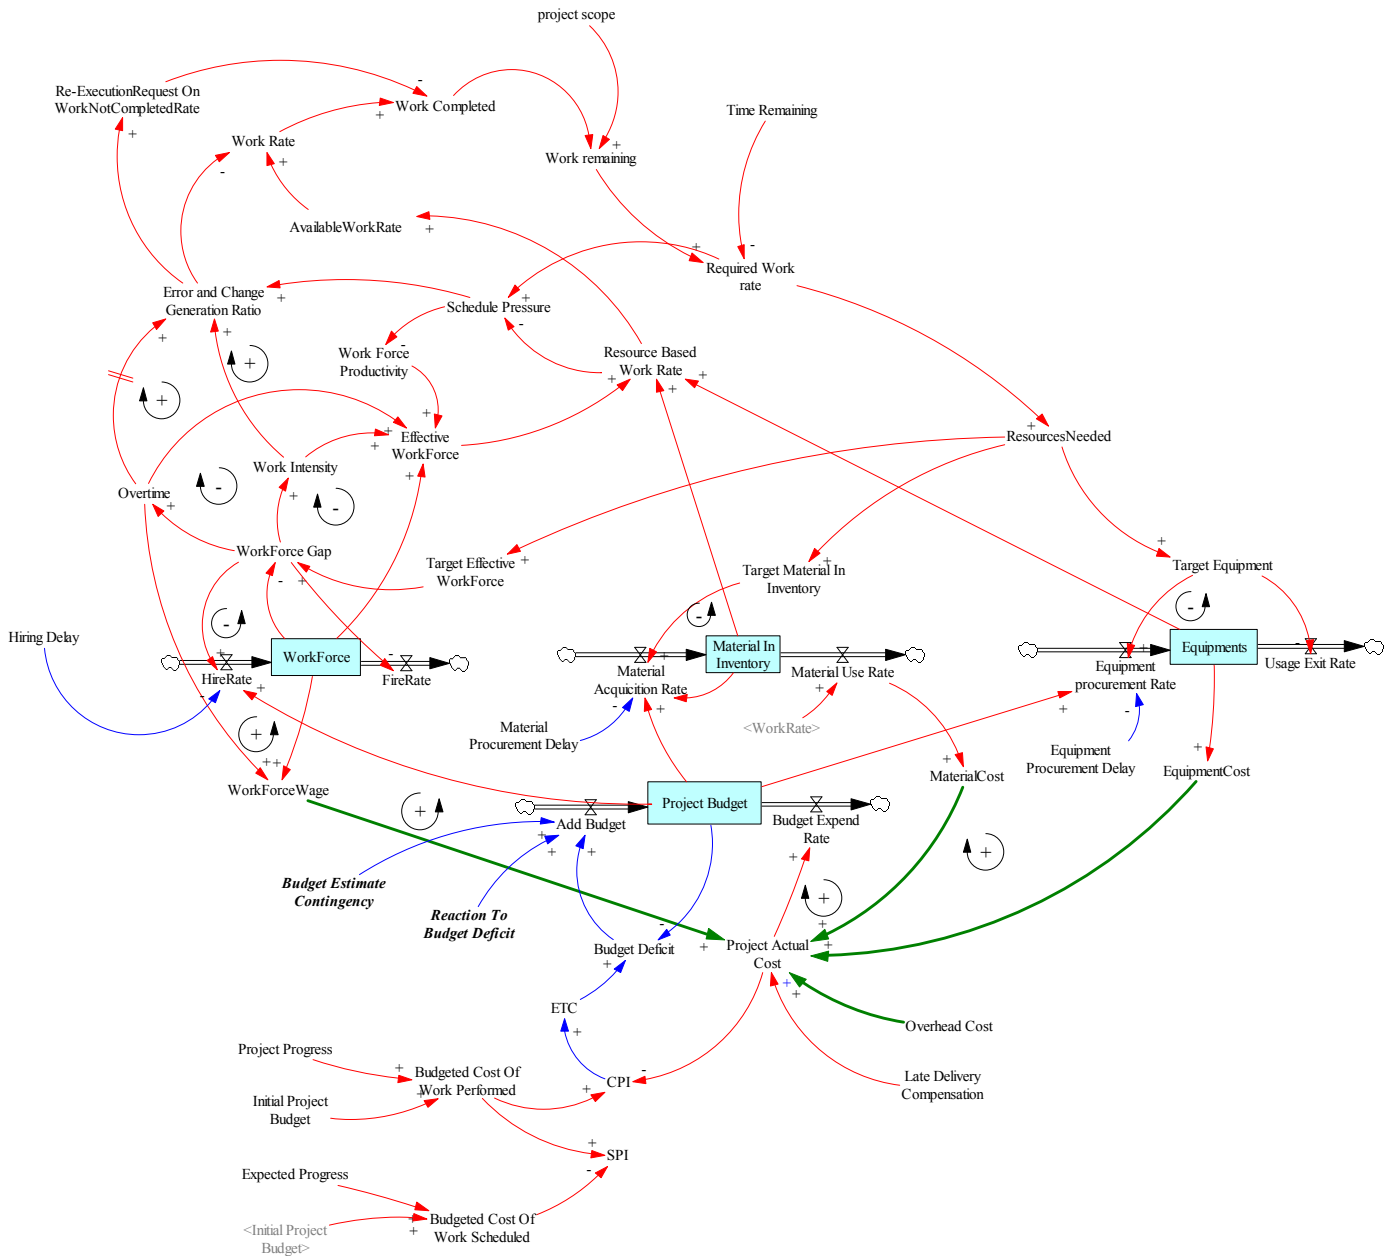 project scope
Re-ExecutionRequest On
WorkNotCompletedRate
Work Completed
Time Remaining
Work Rate
Work remaining
AvailableWorkRate
Required Work
rate
Error and Change
Generation Ratio
Schedule Pressure
Work Force
Productivity
Resource Based
Work Rate
Effective
WorkForce
ResourcesNeeded
Work Intensity
Overtime
WorkForce Gap
Target Effective
WorkForce
Target Material In
Inventory
Target Equipment
Hiring Delay
WorkForce
HireRate
FireRate
Material In
Inventory
Material
Acquicition Rate
Material Use Rate
Equipments
Equipment
procurement Rate
Usage Exit Rate
Material
Procurement Delay
<WorkRate>
Equipment
Procurement Delay
MaterialCost
EquipmentCost
WorkForceWage
Project Budget
Add Budget
Budget Expend
Rate
Budget Estimate
Contingency
Reaction To
Budget Deficit
Budget Deficit
Project Actual
Cost
ETC
Overhead Cost
Project Progress
Budgeted Cost Of
Work Performed
CPI
Late Delivery
Compensation
Initial Project
Budget
SPI
Expected Progress
<Initial Project
Budget>
Budgeted Cost Of
Work Scheduled